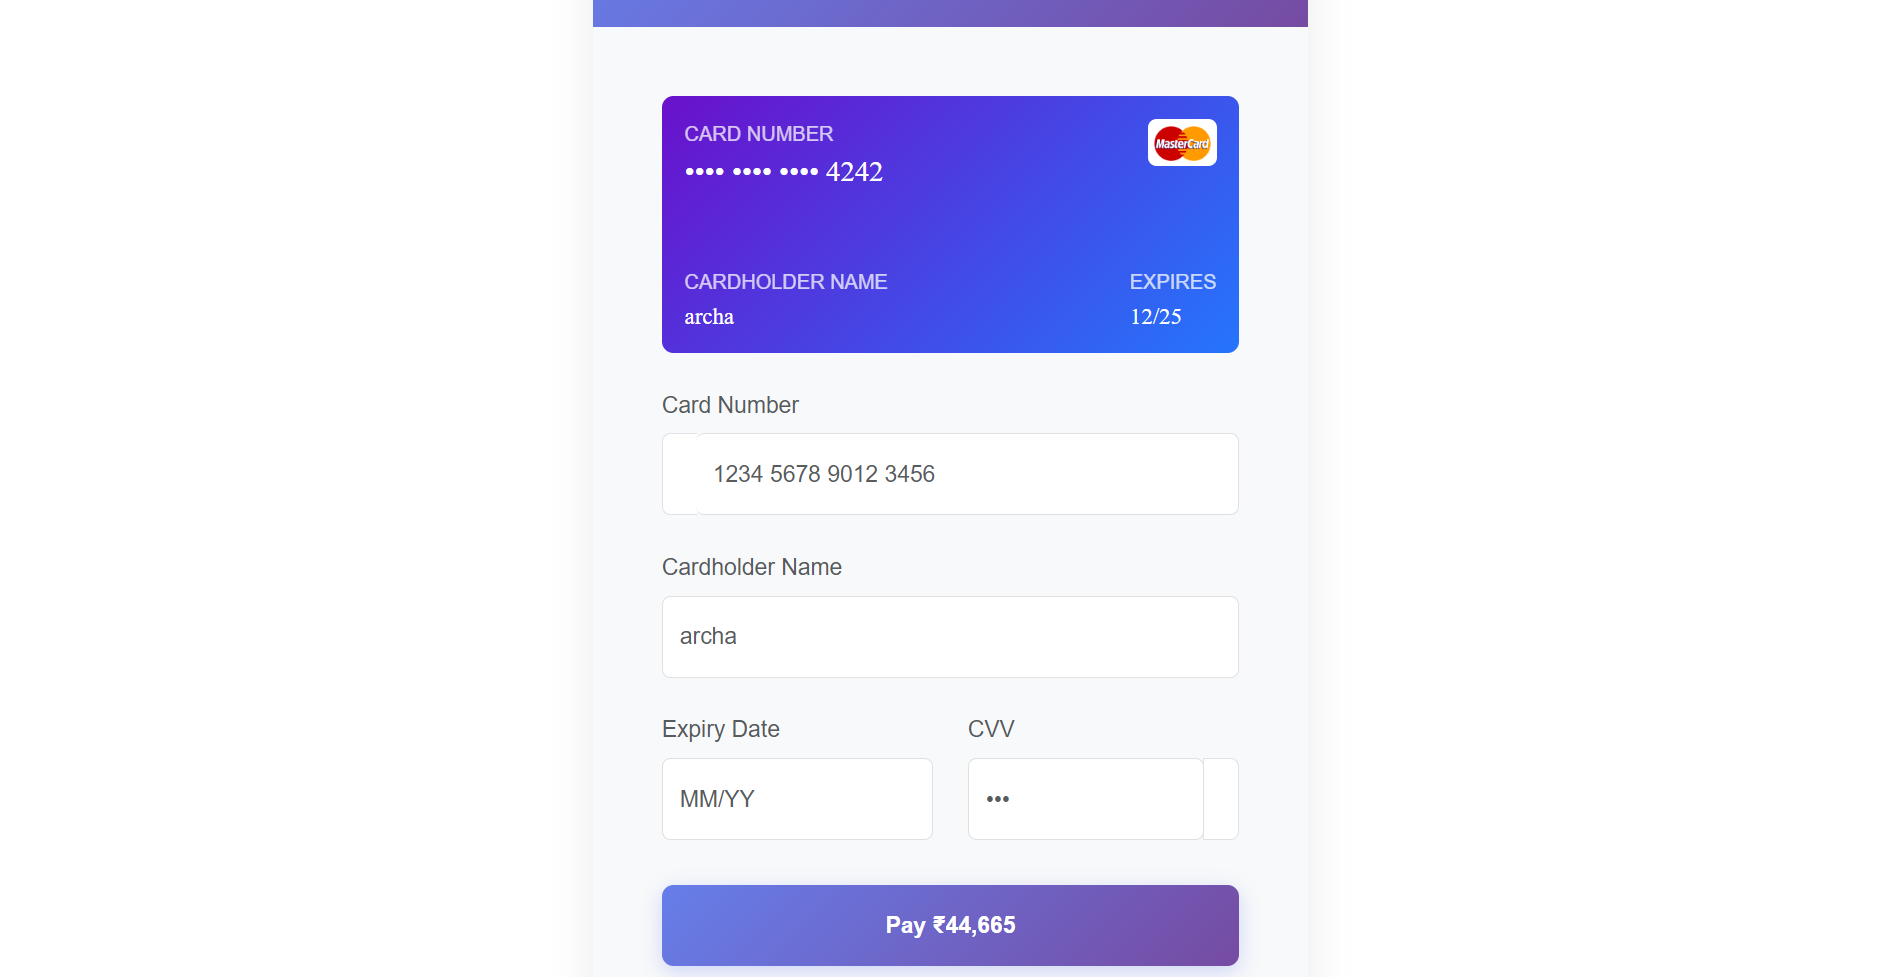 CARD NUMBER
MasterCard
•••• •••• •••• 4242
CARDHOLDER NAME
EXPIRES
archa
12/25
Card Number
1234 5678 9012 3456
Cardholder Name
archa
Expiry Date
CVV
MM/YY
•••
Pay ₹44,665